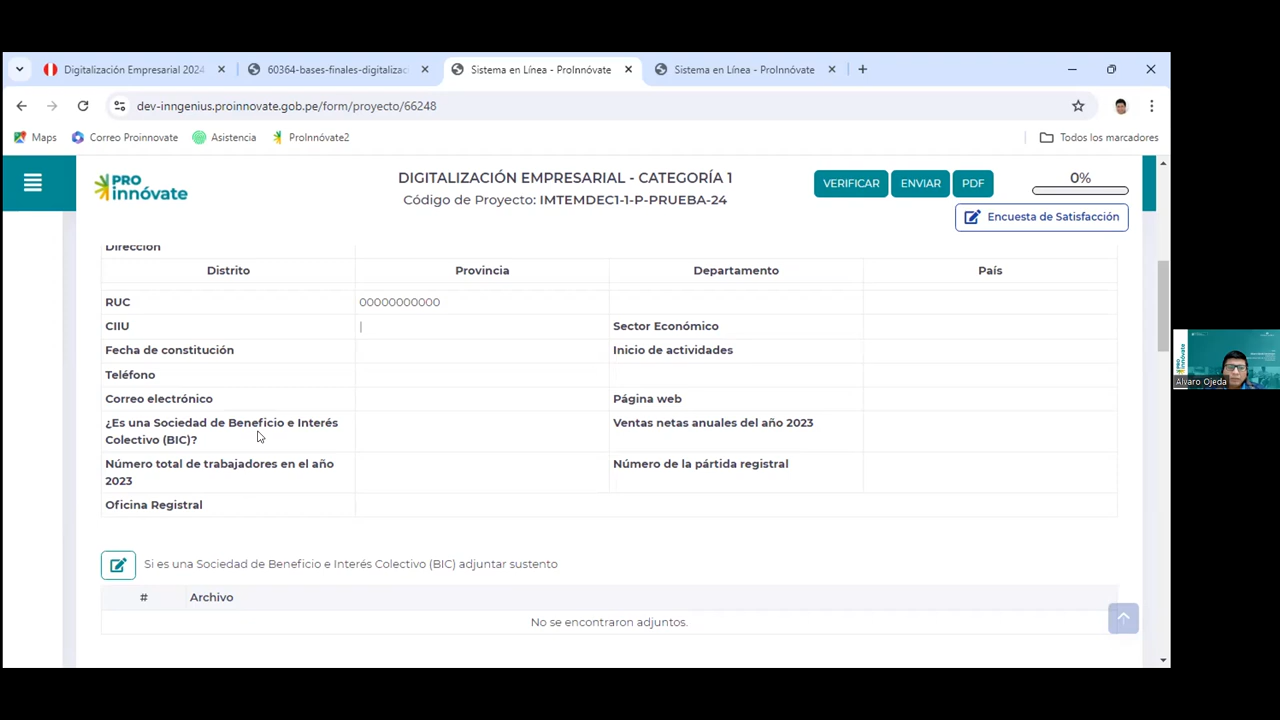 Digitalización Empresarial 2024
60364-bases-finales-digitalizac
Sistema en Línea - ProInnóvate
Sistema en Línea - ProInnóvate
dev-inngenius.proinnovate.gob.pe/form/proyecto/66248
Maps
Correo Proinnovate
Asistencia
ProInnóvate2
Todos los marcadores
PRO
innóvate
DIGITALIZACIÓN EMPRESARIAL - CATEGORÍA 1
Código de Proyecto: IMTEMDEC1-1-P-PRUEBA-24
VERIFICAR
ENVIAR
PDF
0%
Encuesta de Satisfacción
Dirección
Distrito
Provincia
Departamento
País
RUC
00000000000
CIIU
|
Sector Económico
Fecha de constitución
Inicio de actividades
Teléfono
Correo electrónico
Página web
¿Es una Sociedad de Beneficio e Interés
Colectivo (BIC)?
Ventas netas anuales del año 2023
Número total de trabajadores en el año
2023
Número de la pártida registral
Oficina Registral
Si es una Sociedad de Beneficio e Interés Colectivo (BIC) adjuntar sustento
#
Archivo
No se encontraron adjuntos.
PRO
innóvate
Alvaro Ojeda